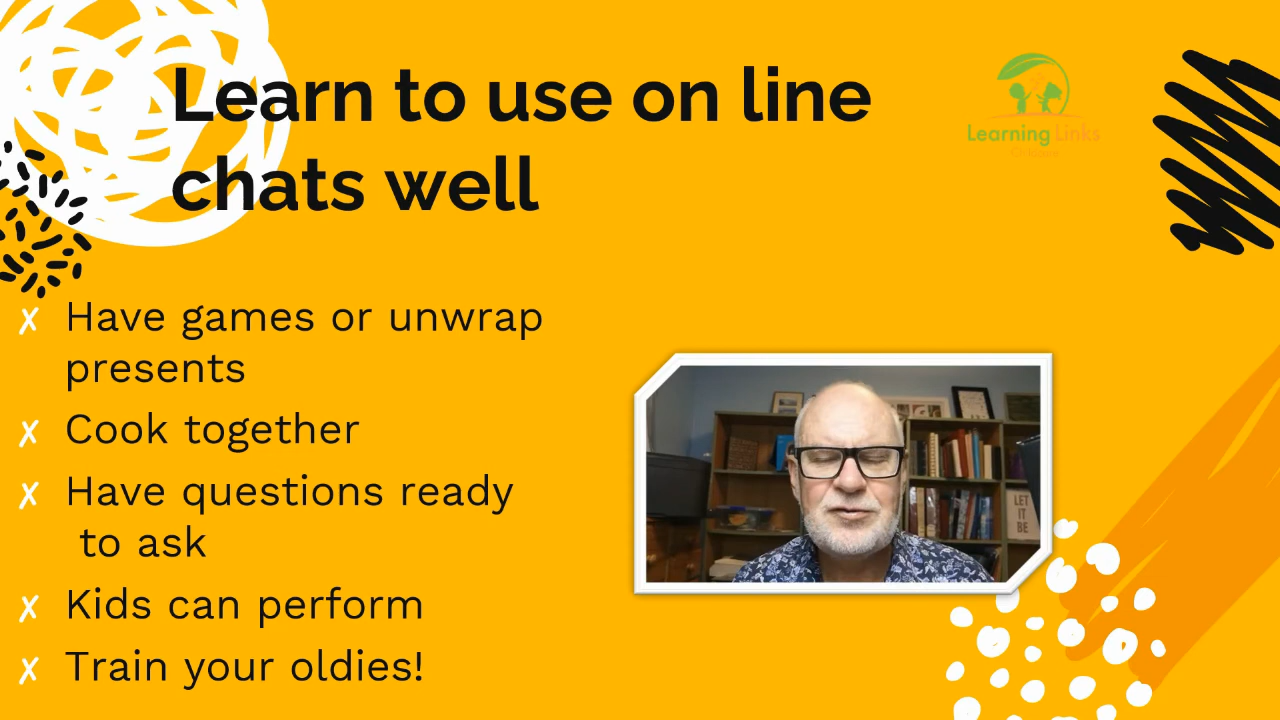 Learn to use on line
chats well
Learning Links
✗ Have games or unwrap
presents
✗ Cook together
✗ Have questions ready
to ask
✗ Kids can perform
✗ Train your oldies!
LET
IT
BE